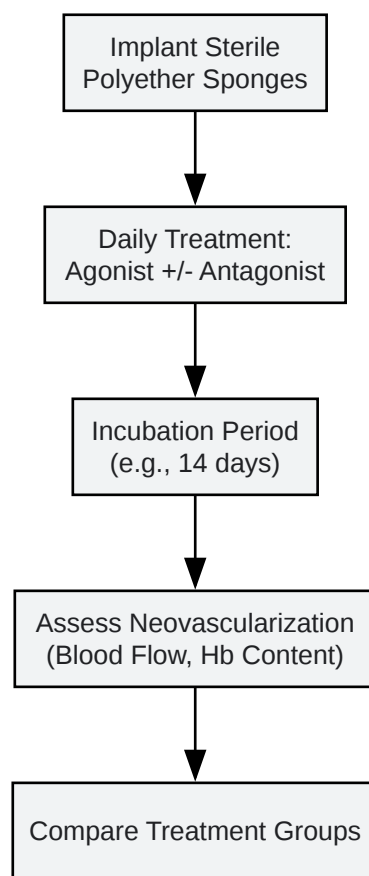 Implant Sterile
Polyether Sponges
Daily Treatment:
Agonist +/- Antagonist
Incubation Period
(e.g., 14 days)
Assess Neovascularization
(Blood Flow, Hb Content)
Compare Treatment Groups